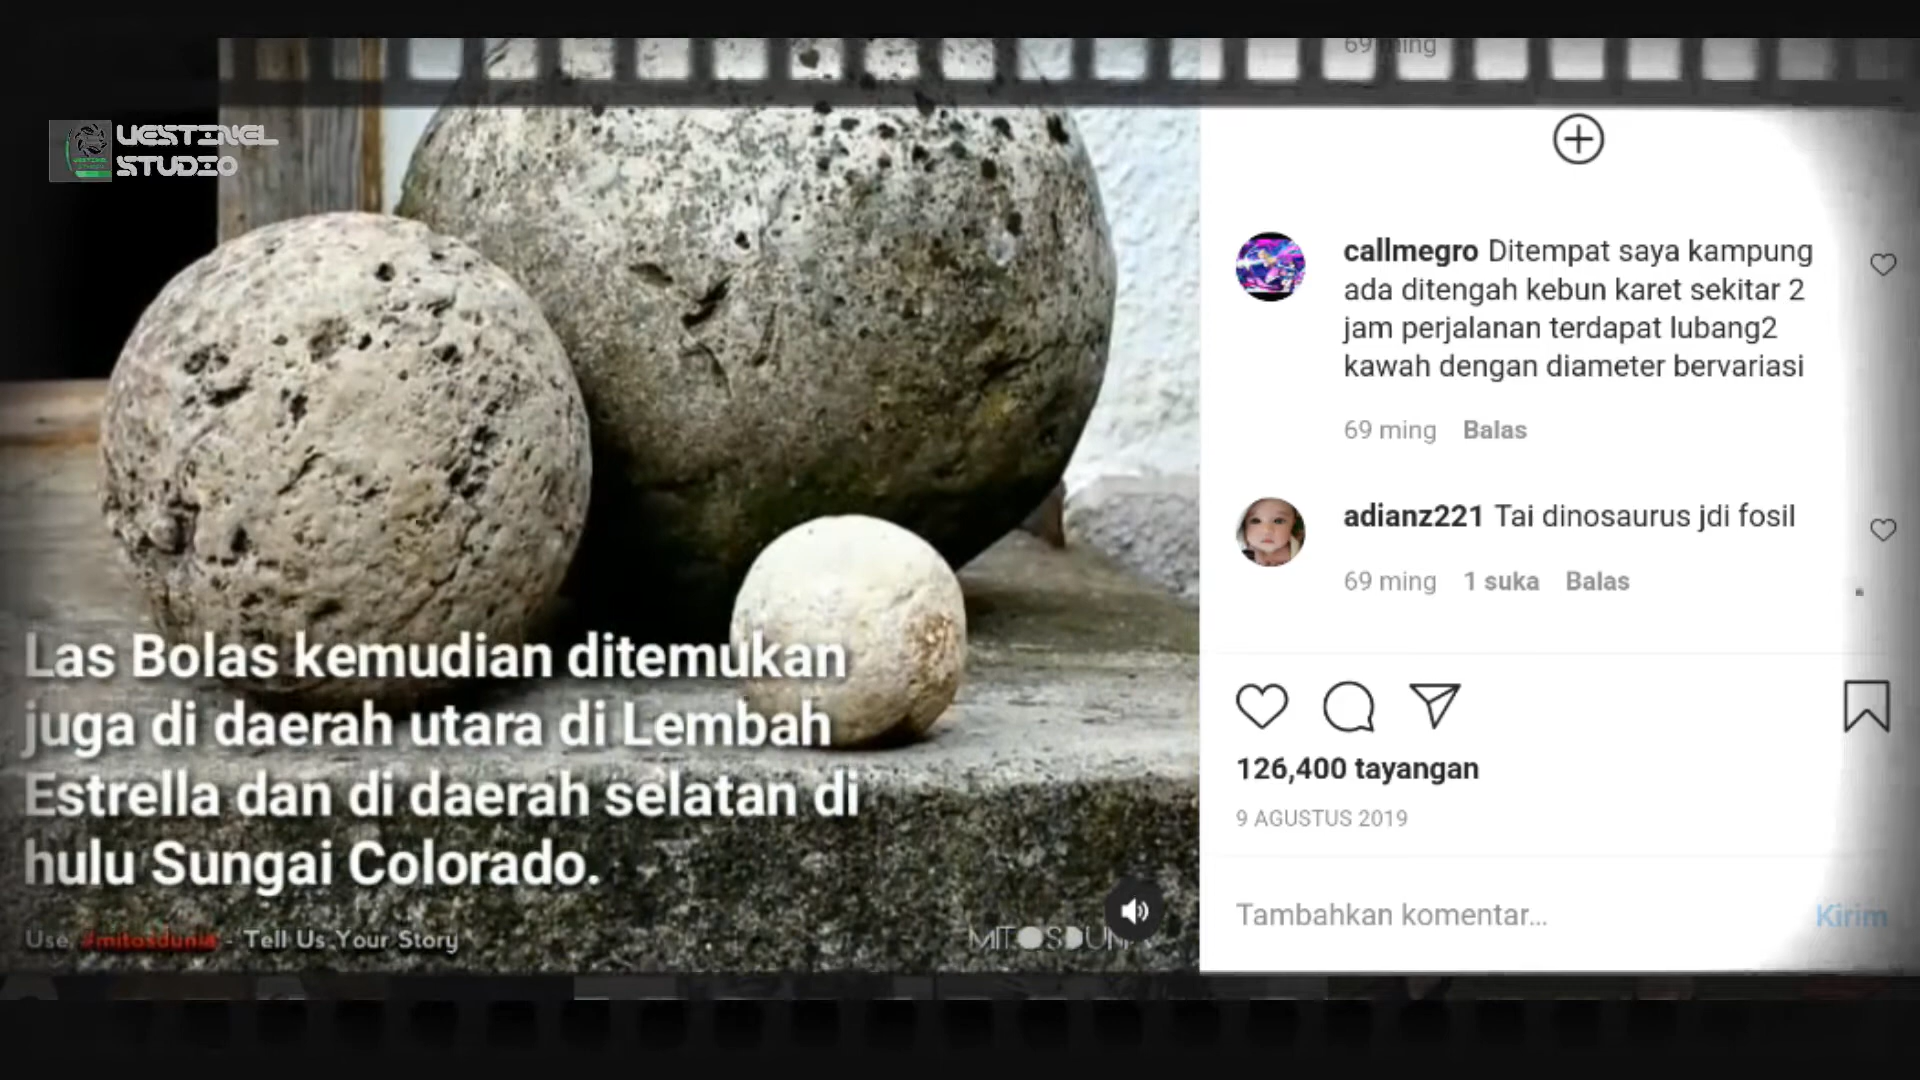 69 ming
VESTINEL
STUDIO
callmegro Ditempat saya kampung
ada ditengah kebun karet sekitar 2
jam perjalanan terdapat lubang2
kawah dengan diameter bervariasi
69 ming Balas
adianz221 Tai dinosaurus jdi fosil
69 ming 1 suka Balas
Las Bolas kemudian ditemukan
juga di daerah utara di Lembah
Estrella dan di daerah selatan di
hulu Sungai Colorado.
Use, #mitosdunia - Tell Us Your Story
MITOSDUNIA
126,400 tayangan
9 AGUSTUS 2019
Tambahkan komentar...
Kirim